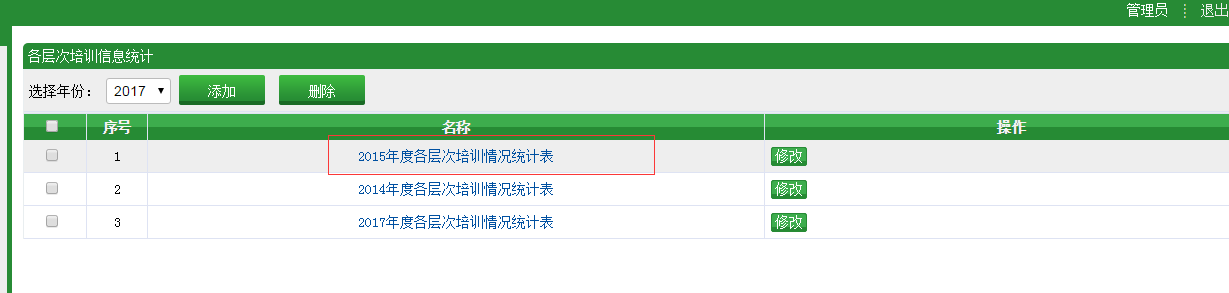 管理员 退出
各层次培训信息统计
选择年份： 2017 添加 删除
序号 名称 操作
1 2015年度各层次培训情况统计表 修改
2 2014年度各层次培训情况统计表 修改
3 2017年度各层次培训情况统计表 修改